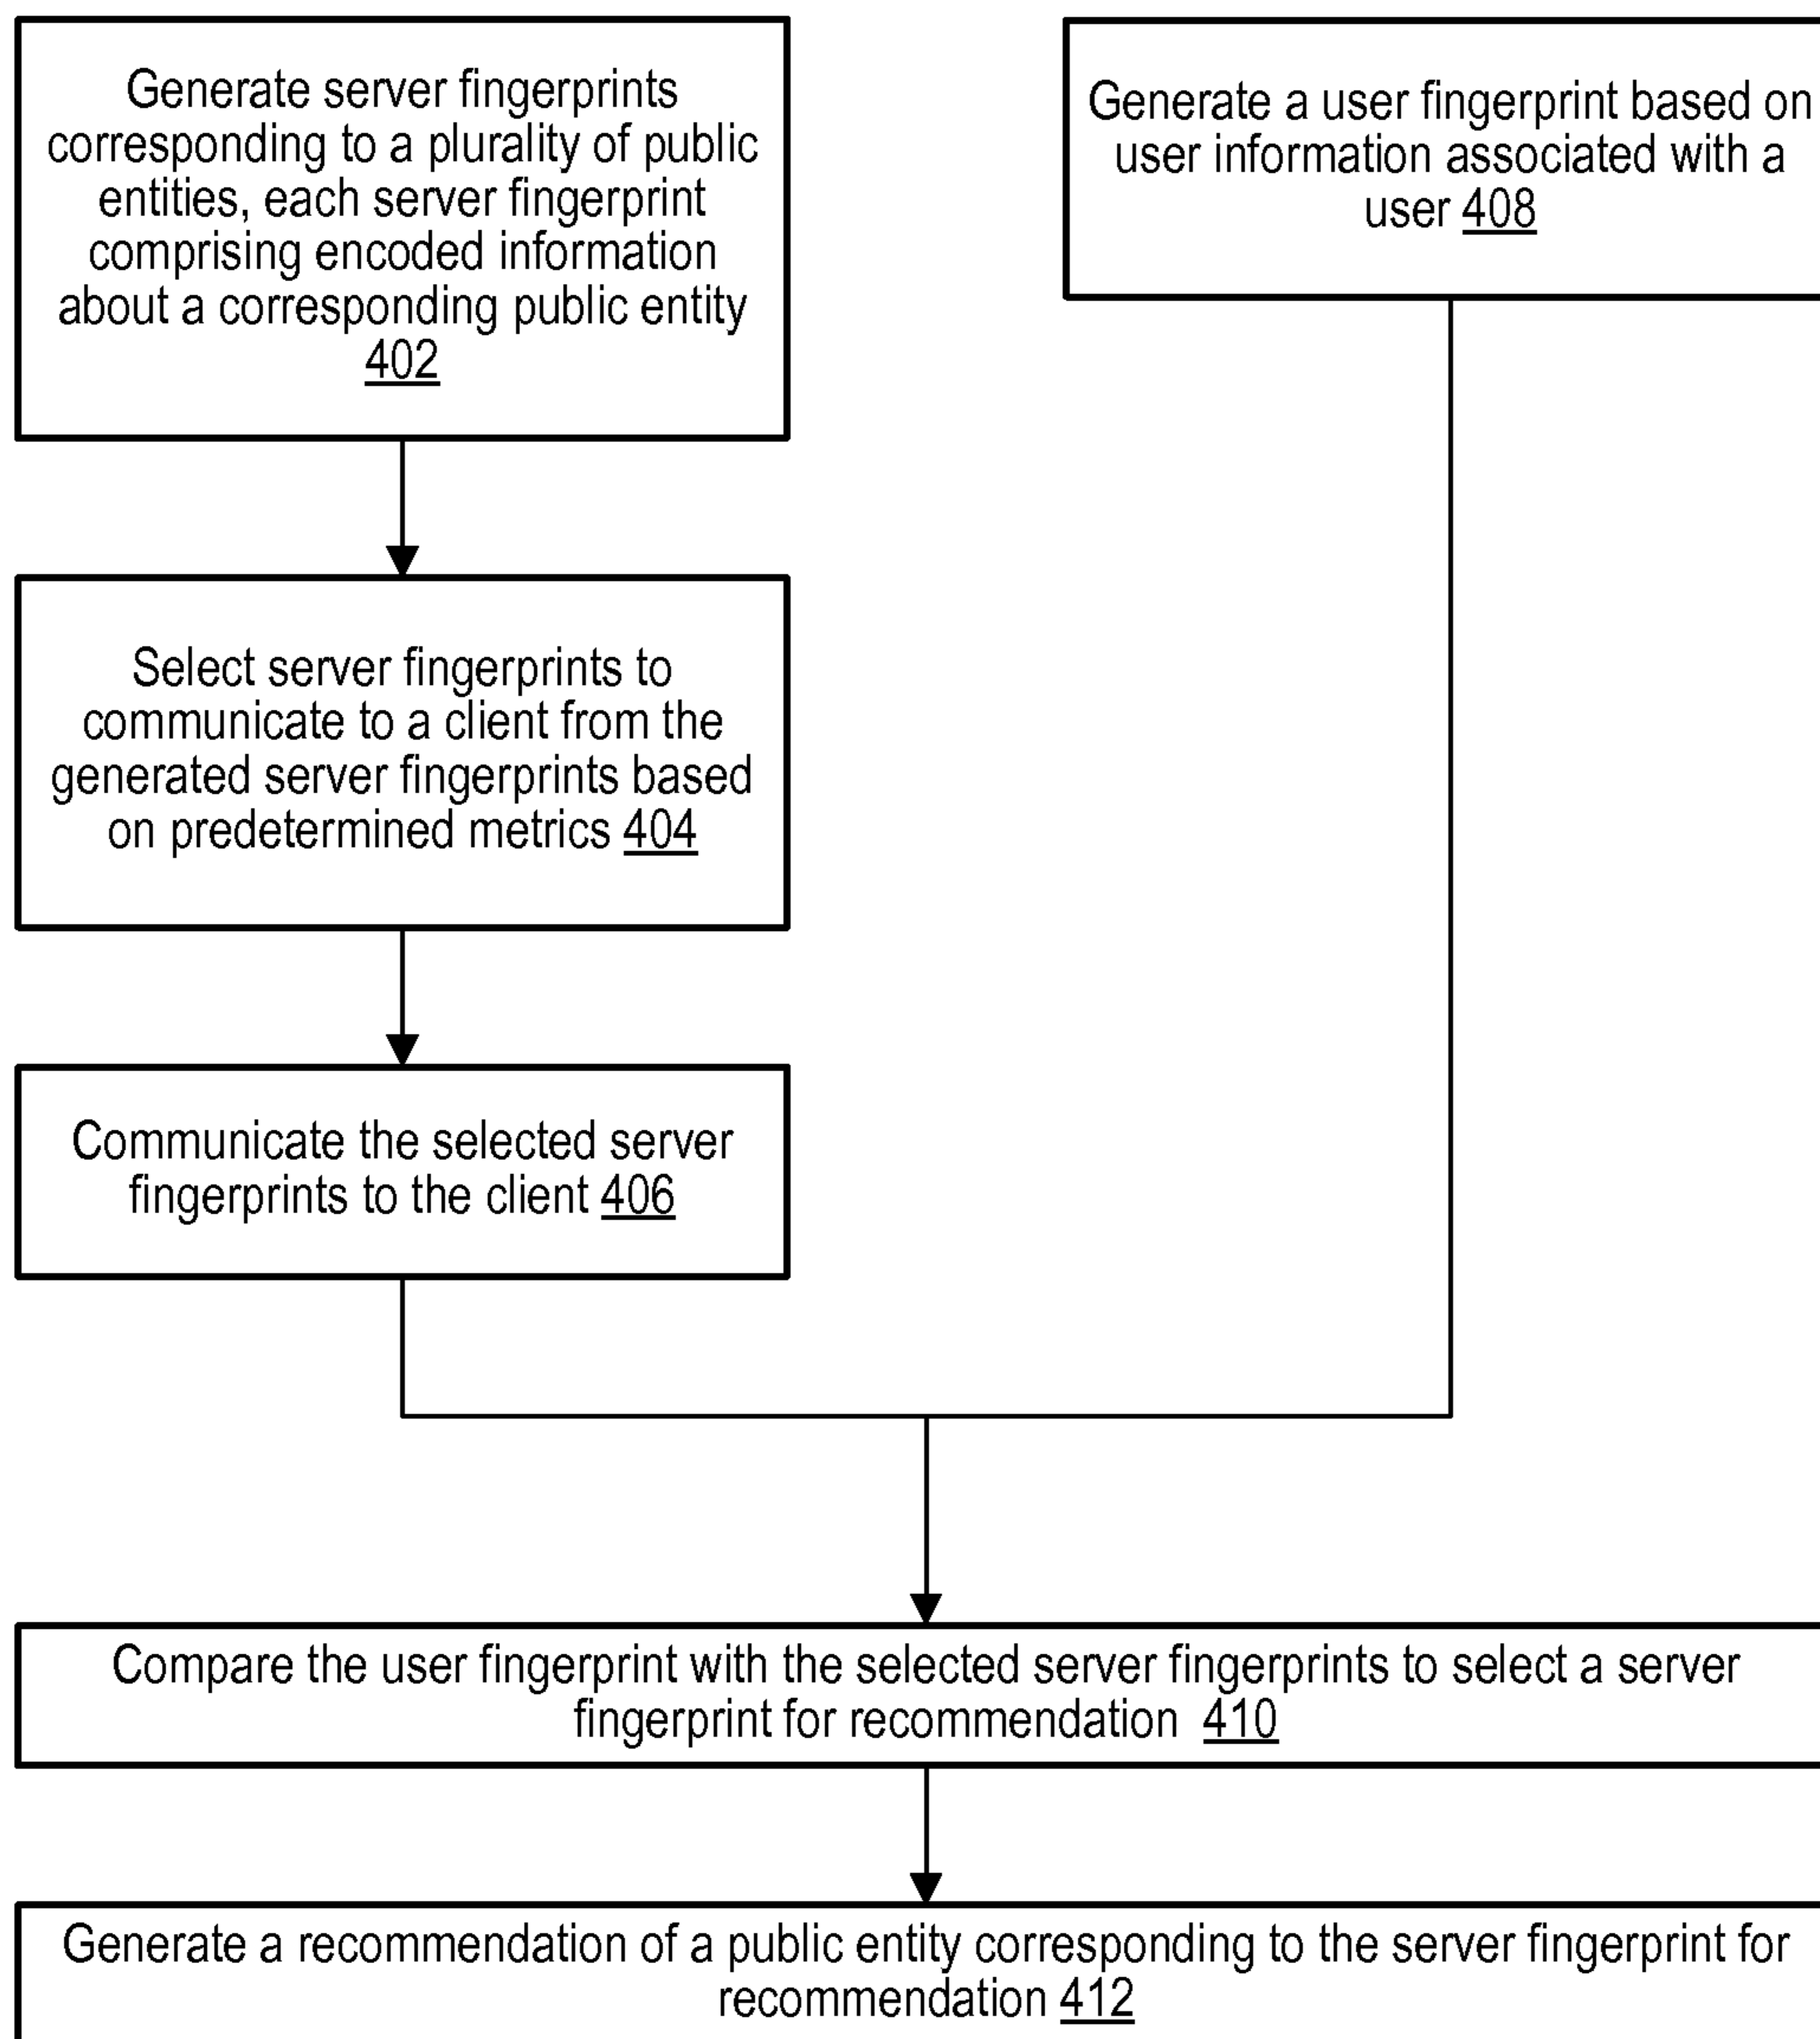 Generate server fingerprints
corresponding to a plurality of public
entities, each server fingerprint
comprising encoded information
about a corresponding public entity
402
Generate a user fingerprint based on
user information associated with a
user 408
Select server fingerprints to
communicate to a client from the
generated server fingerprints based
on predetermined metrics 404
Communicate the selected server
fingerprints to the client 406
Compare the user fingerprint with the selected server fingerprints to select a server
fingerprint for recommendation 410
Generate a recommendation of a public entity corresponding to the server fingerprint for
recommendation 412